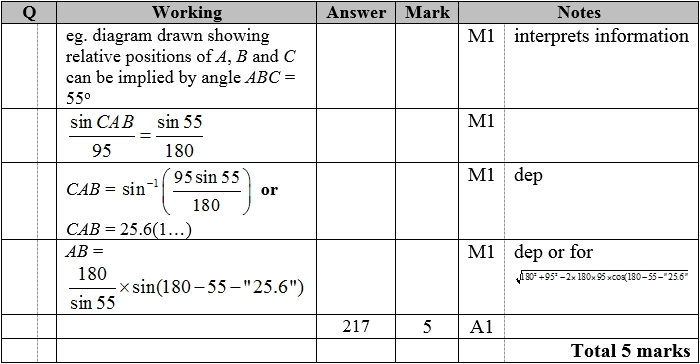 Q Working Answer Mark Notes
eg. diagram drawn showing M1 interprets information
relative positions of A, B and C
can be implied by angle ABC =
55°
sin CAB / 95 = sin 55 / 180 M1
CAB = sin⁻¹(95 sin 55 / 180) or M1 dep
CAB = 25.6(1…)
AB = M1 dep or for
180 / sin 55 × sin(180 – 55 – "25.6") √180² + 95² – 2×180×95×cos(180 – 55 – "25.6"
217 5 A1
Total 5 marks